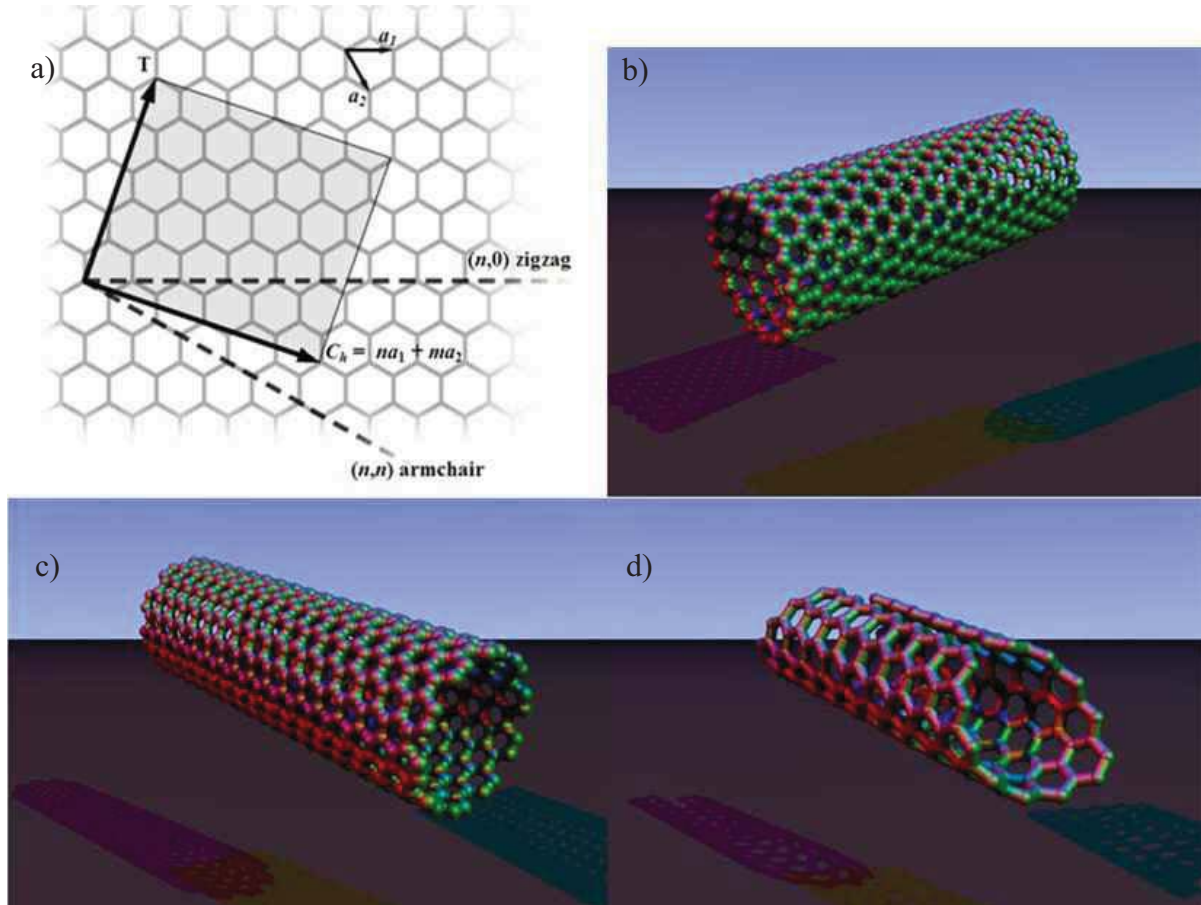 a)
T
a1
a2
(n,0) zigzag
Ch = na1 + ma2
(n,n) armchair
b)
c)
d)